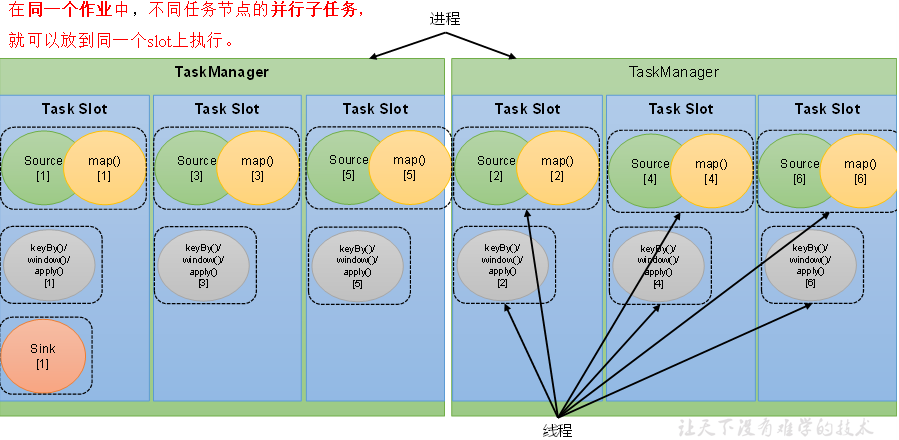 在同一个作业中，不同任务节点的并行子任务，
就可以放到同一个slot上执行。
进程
TaskManager
TaskManager
Task Slot
Task Slot
Task Slot
Task Slot
Task Slot
Task Slot
Source
[1]
map()
[1]
Source
[3]
map()
[3]
Source
[5]
map()
[5]
Source
[2]
map()
[2]
Source
[4]
map()
[4]
Source
[6]
map()
[6]
keyBy()/
window()/
apply()
[1]
keyBy()/
window()/
apply()
[3]
keyBy()/
window()/
apply()
[5]
keyBy()/
window()/
apply()
[2]
keyBy()/
window()/
apply()
[4]
keyBy()/
window()/
apply()
[6]
Sink
[1]
线程
让天下没有难学的技术